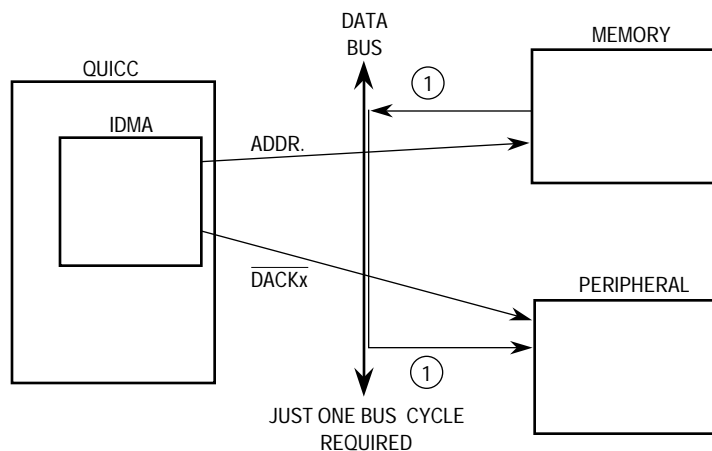 DATA
BUS
MEMORY
QUICC
1
IDMA
ADDR.
DACKx
PERIPHERAL
1
JUST ONE BUS CYCLE
REQUIRED